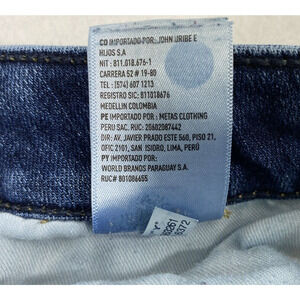 CO IMPORTADO POR: JOHN URIBE E
HIJOS S.A
NIT : 811.018.676-1
CARRERA 52 # 19-80
TEL : (574) 607 1213
REGISTRO SIC: 811018676
MEDELLIN COLOMBIA
PE IMPORTADO POR : METAS CLOTHING
PERU SAC. RUC: 20602087442
DIR: AV. JAVIER PRADO ESTE 560, PISO 21,
OFIC 2101, SAN ISIDRO, LIMA, PERÚ
PY IMPORTADO POR:
WORLD BRANDS PARAGUAY S.A.
RUC# 801086655